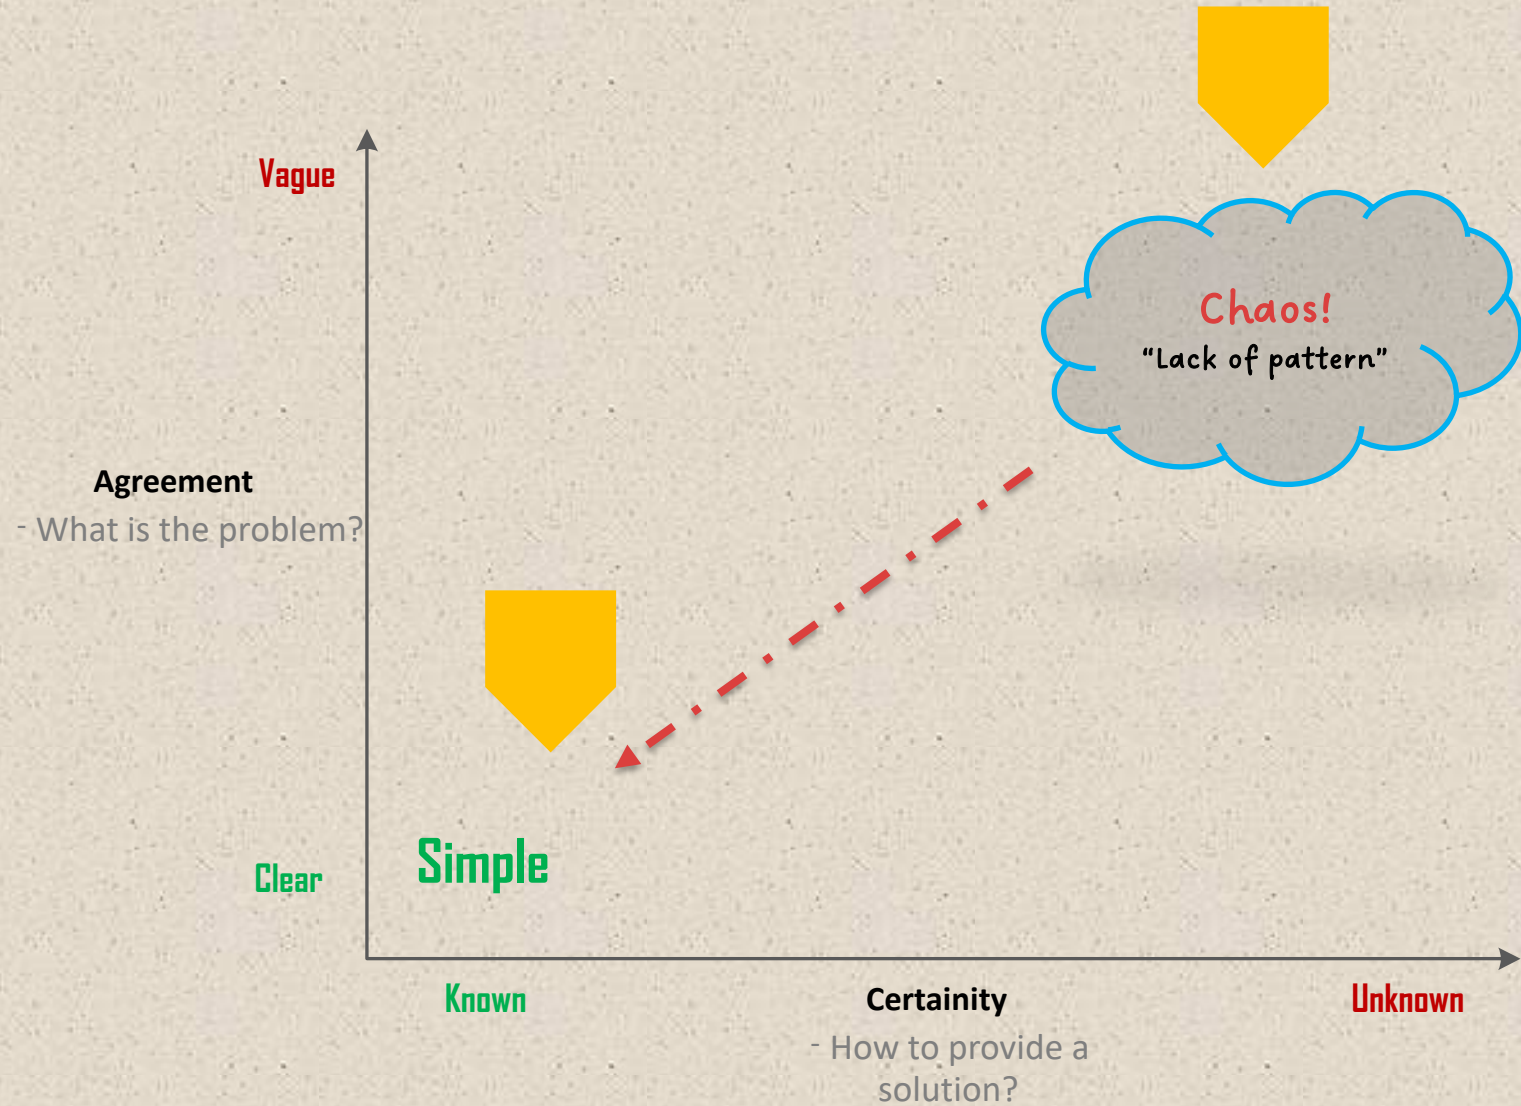 Vague
Chaos!
“Lack of pattern”
Agreement
- What is the problem?
Simple
Clear
Known
Certainity
Unknown
- How to provide a
solution?